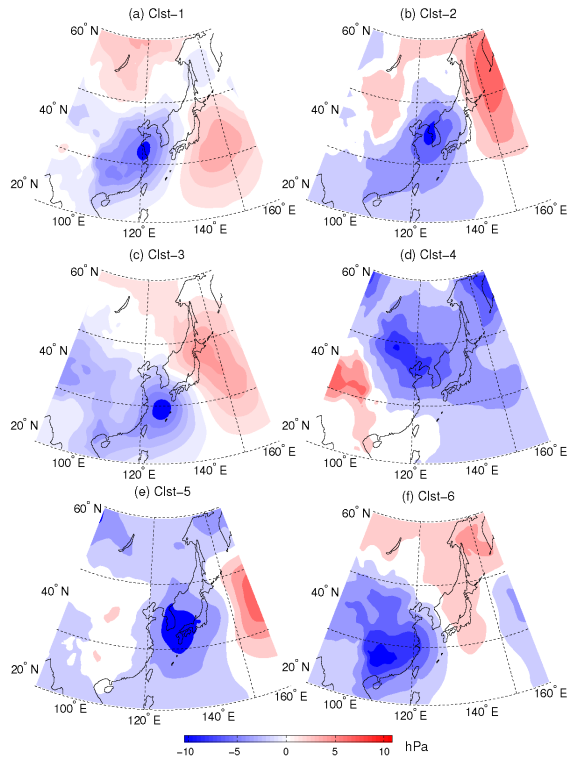 (a) Clst−1
60° N
40° N
20° N
100° E
120° E
140° E
160° E
(b) Clst−2
60° N
40° N
20° N
100° E
120° E
140° E
160° E
(c) Clst−3
60° N
40° N
20° N
100° E
120° E
140° E
160° E
(d) Clst−4
60° N
40° N
20° N
100° E
120° E
140° E
160° E
(e) Clst−5
60° N
40° N
20° N
100° E
120° E
140° E
160° E
(f) Clst−6
60° N
40° N
20° N
100° E
120° E
140° E
160° E
−10 −5 0 5 10 hPa